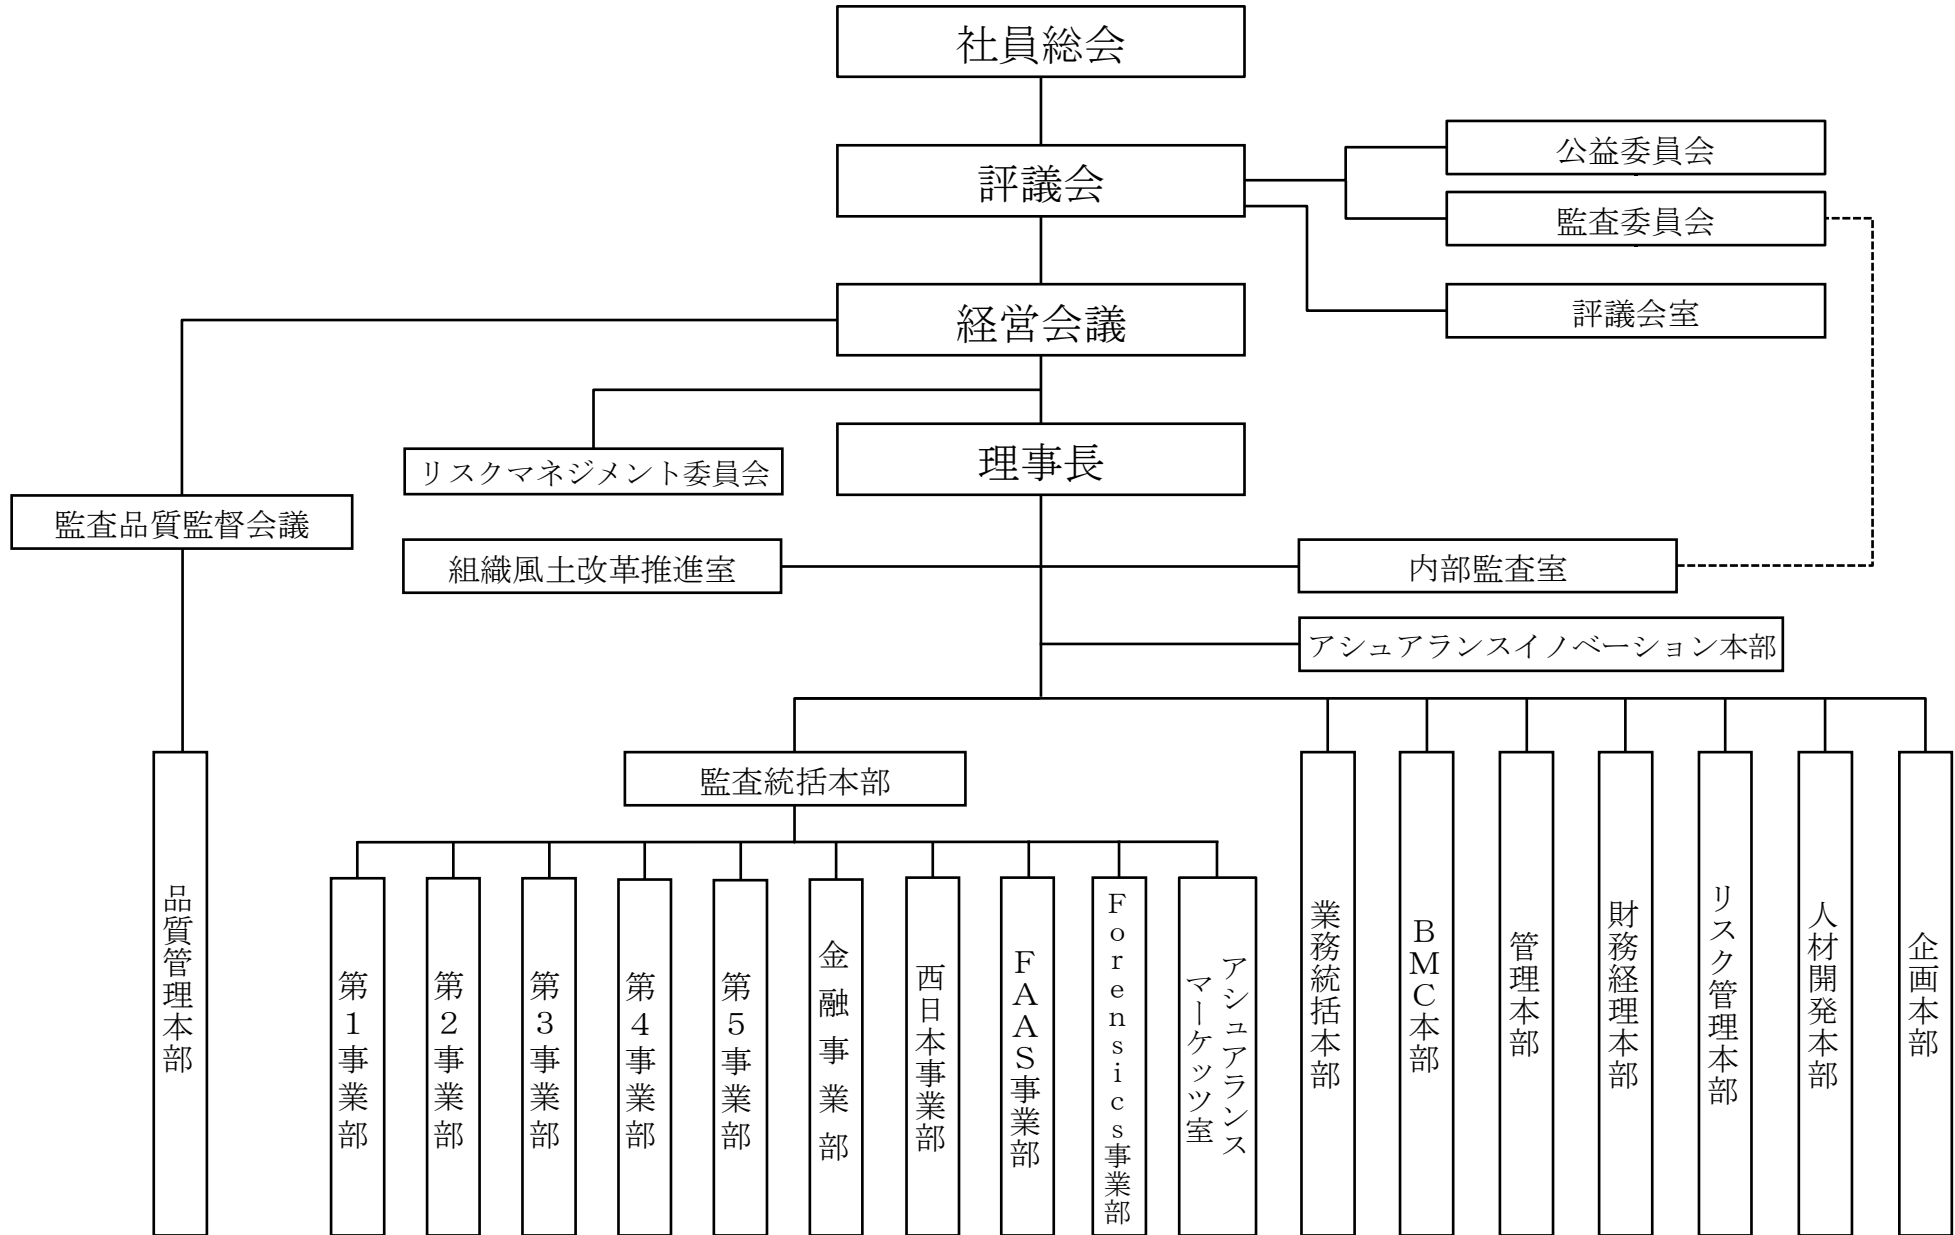 社員総会
公益委員会
評議会
監査委員会
経営会議
評議会室
理事長
リスクマネジメント委員会
監査品質監督会議
組織風土改革推進室
内部監査室
アシュアランスイノベーション本部
監査統括本部
品質管理本部
第1事業部
第2事業部
第3事業部
第4事業部
第5事業部
金融事業部
西日本事業部
FAAS事業部
Forensics事業部
アシュアランス
マーケッツ室
業務統括本部
BMC本部
管理本部
財務経理本部
リスク管理本部
人材開発本部
企画本部